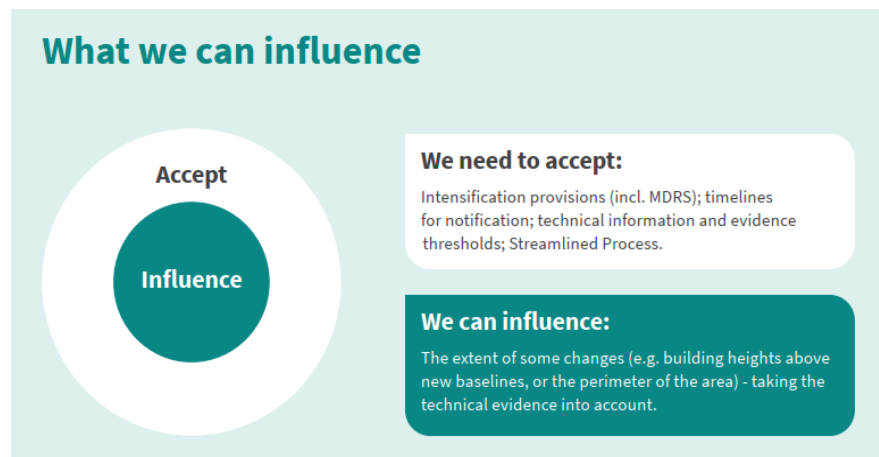 What we can influence
Accept
Influence
We need to accept:
Intensification provisions (incl. MDRS); timelines
for notification; technical information and evidence
thresholds; Streamlined Process.
We can influence:
The extent of some changes (e.g. building heights above
new baselines, or the perimeter of the area) - taking the
technical evidence into account.